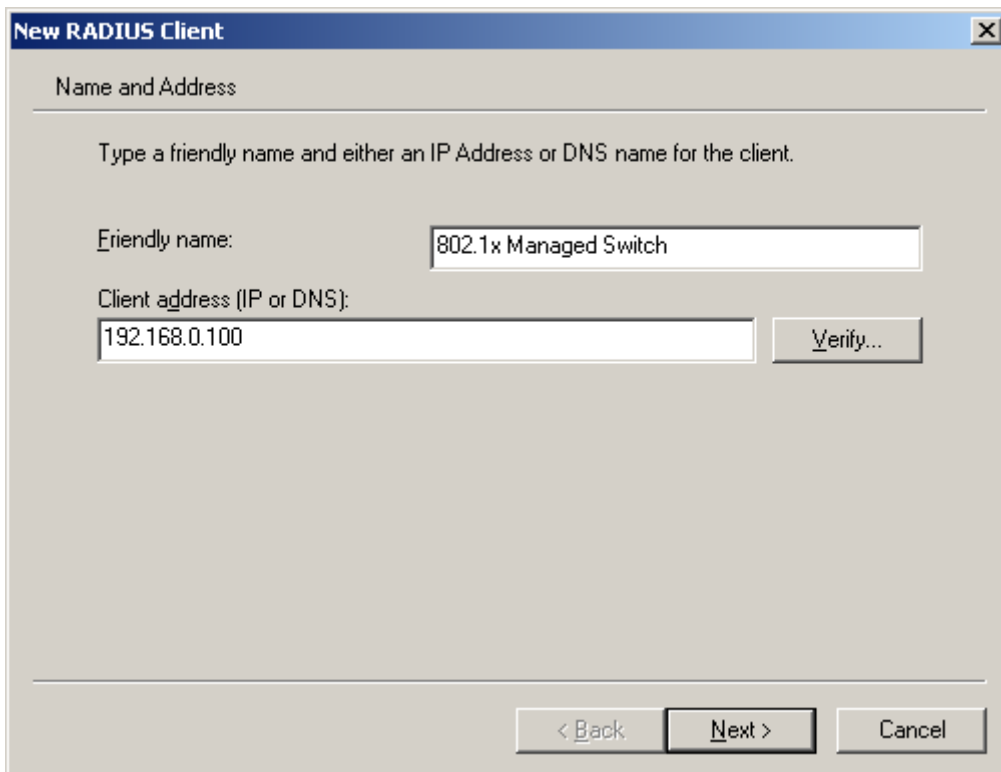 New RADIUS Client
Name and Address
Type a friendly name and either an IP Address or DNS name for the client.
Friendly name:
802.1x Managed Switch
Client address (IP or DNS):
192.168.0.100
Verify...
< Back
Next >
Cancel